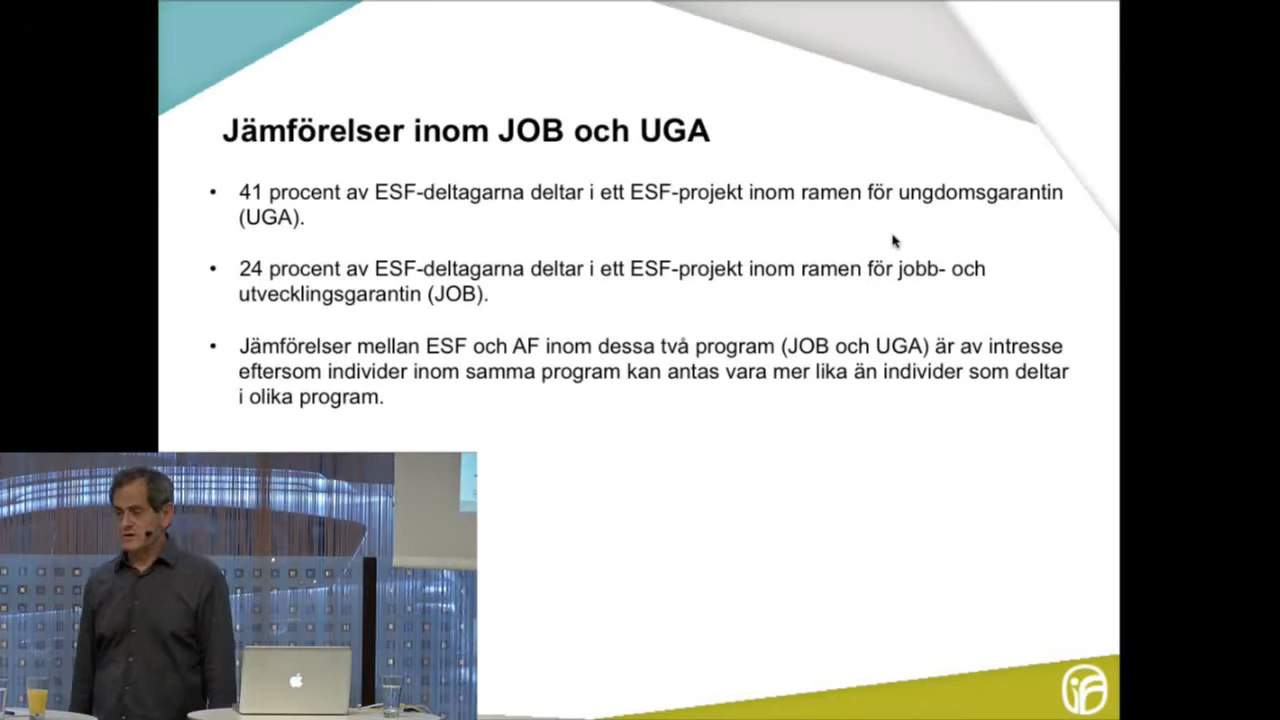 Jämförelser inom JOB och UGA
• 41 procent av ESF-deltagarna deltar i ett ESF-projekt inom ramen för ungdomsgarantin
(UGA).
• 24 procent av ESF-deltagarna deltar i ett ESF-projekt inom ramen för jobb- och
utvecklingsgarantin (JOB).
• Jämförelser mellan ESF och AF inom dessa två program (JOB och UGA) är av intresse
eftersom individer inom samma program kan antas vara mer lika än individer som deltar
i olika program.